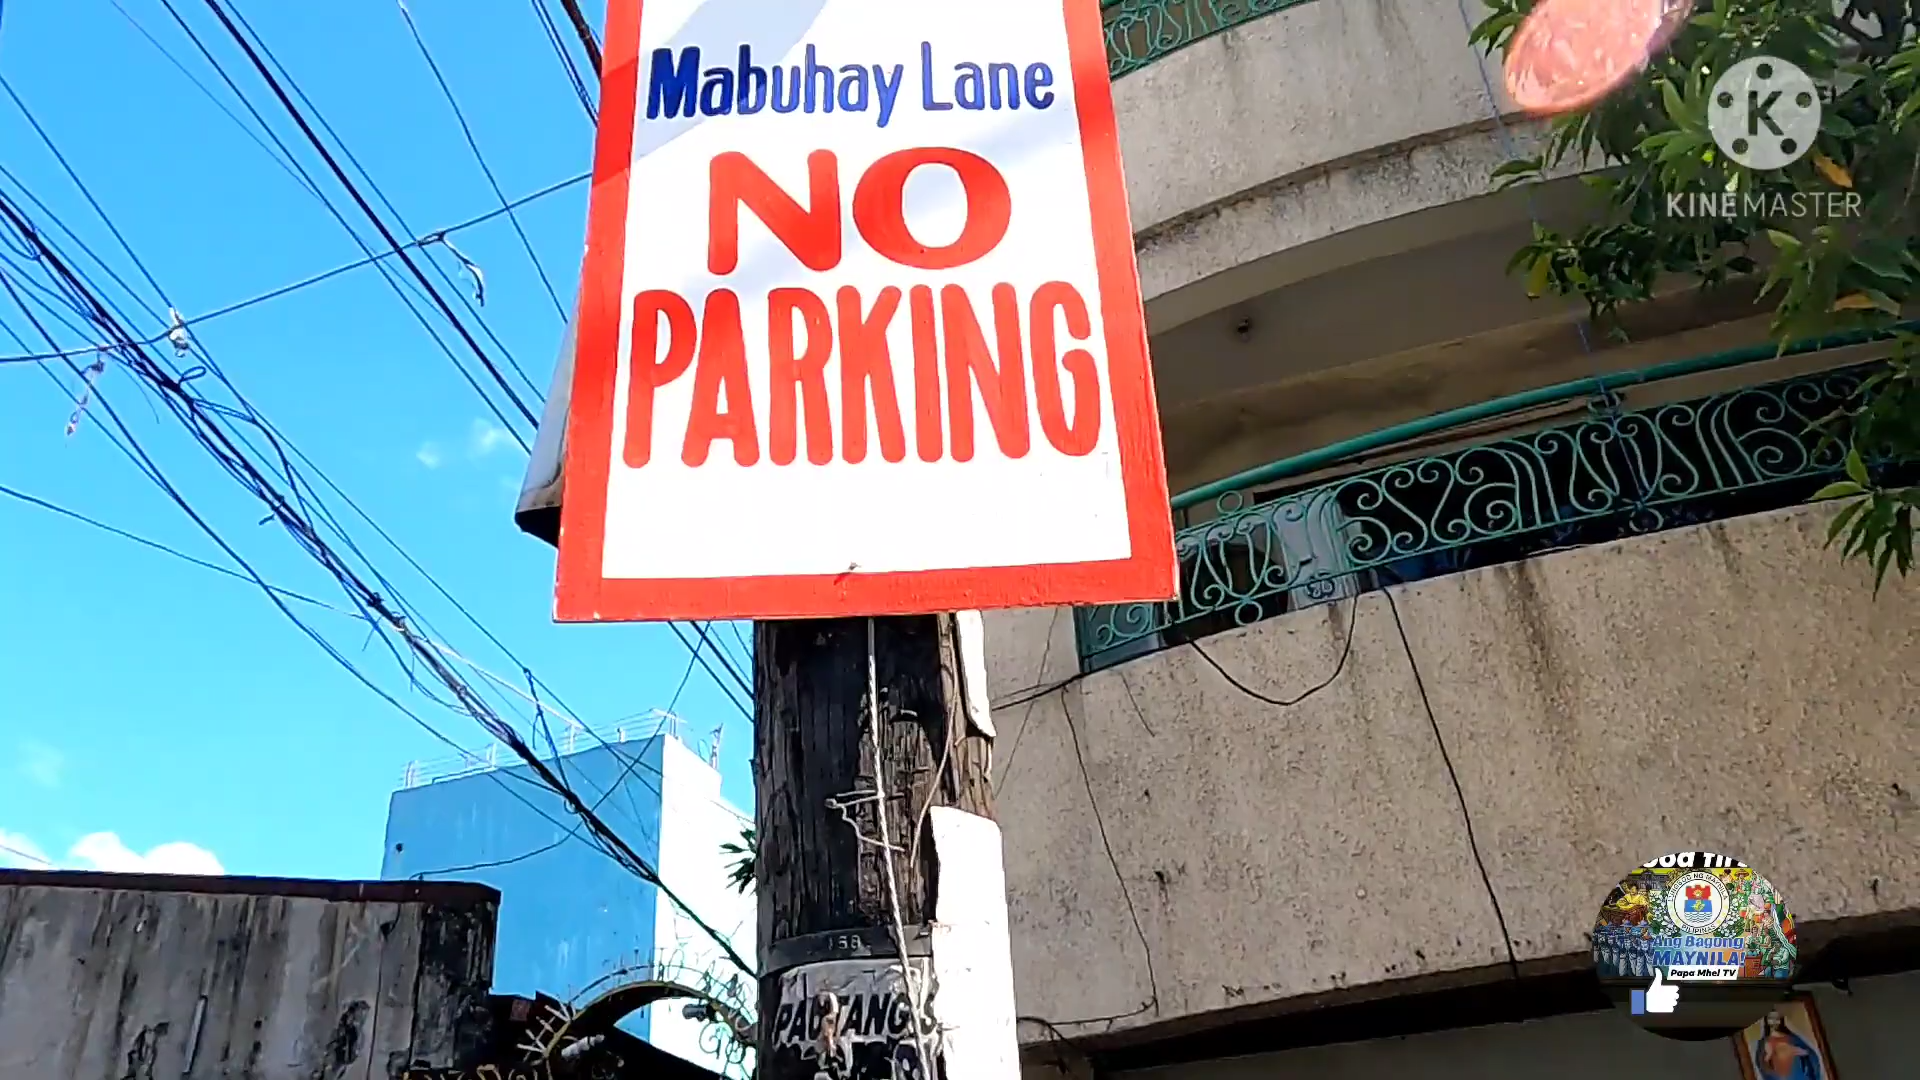 Mabuhay Lane
NO
PARKING
KINEMASTER
Ang Bagong
MAYNILA!
Papa Mhel TV